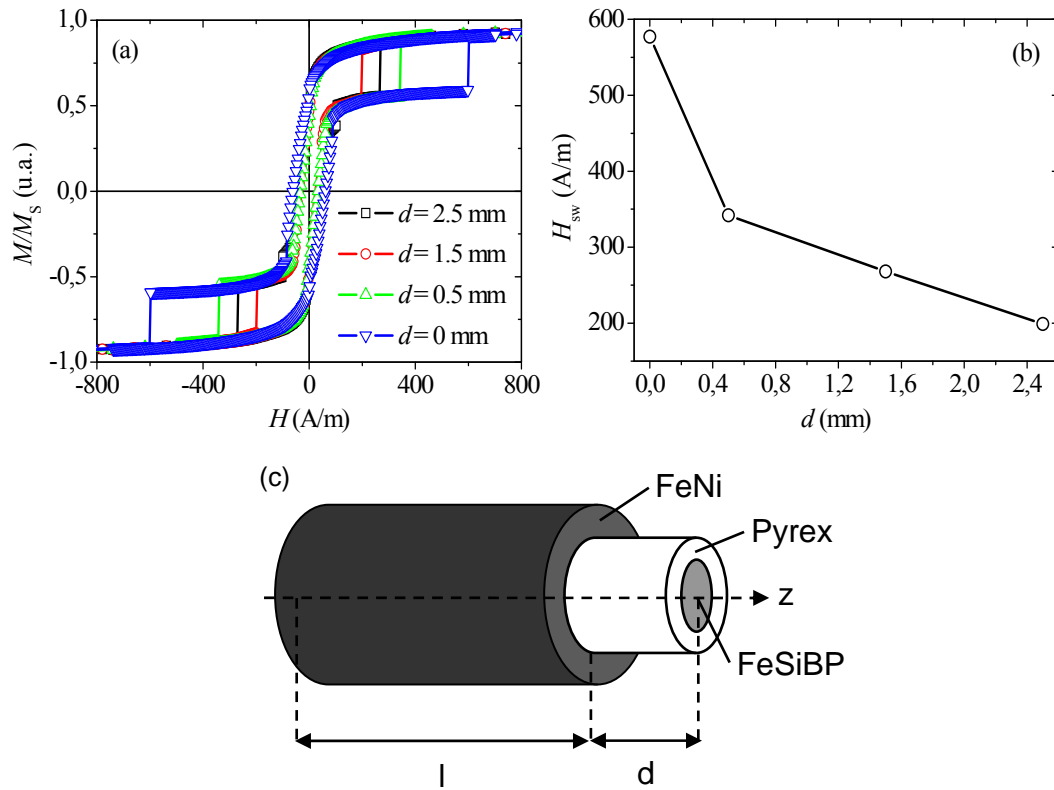 (a)
1,0
0,5
0,0
-0,5
-1,0
M/M_S (u.a.)
-800
-400
0
400
800
H (A/m)
d = 2.5 mm
d = 1.5 mm
d = 0.5 mm
d = 0 mm
(b)
600
500
400
300
200
H_sw (A/m)
0,0
0,4
0,8
1,2
1,6
2,0
2,4
d (mm)
(c)
FeNi
Pyrex
z
FeSiBP
l
d